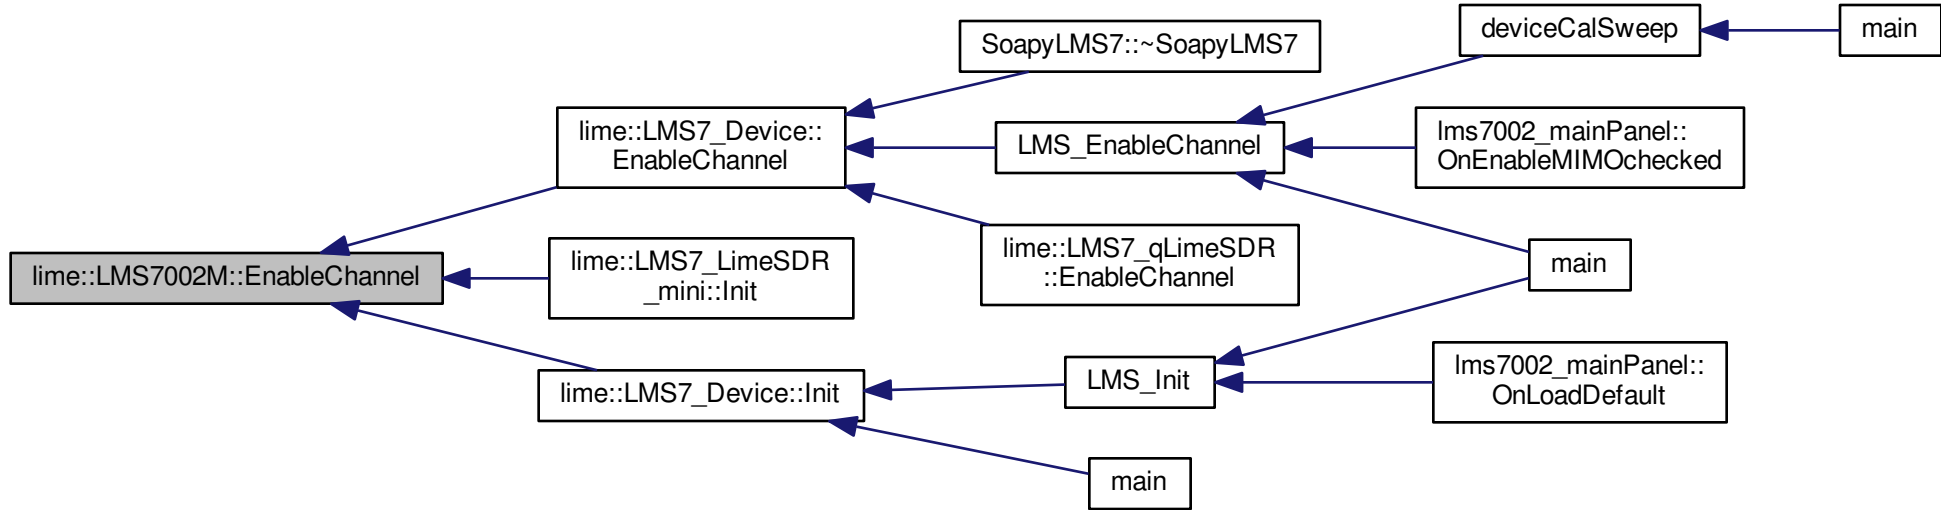 lime::LMS7002M::EnableChannel
lime::LMS7_Device::
EnableChannel
SoapyLMS7::~SoapyLMS7
LMS_EnableChannel
deviceCalSweep
main
lms7002_mainPanel::
OnEnableMIMOchecked
main
lime::LMS7_qLimeSDR
::EnableChannel
lime::LMS7_LimeSDR
_mini::Init
lime::LMS7_Device::Init
LMS_Init
lms7002_mainPanel::
OnLoadDefault
main